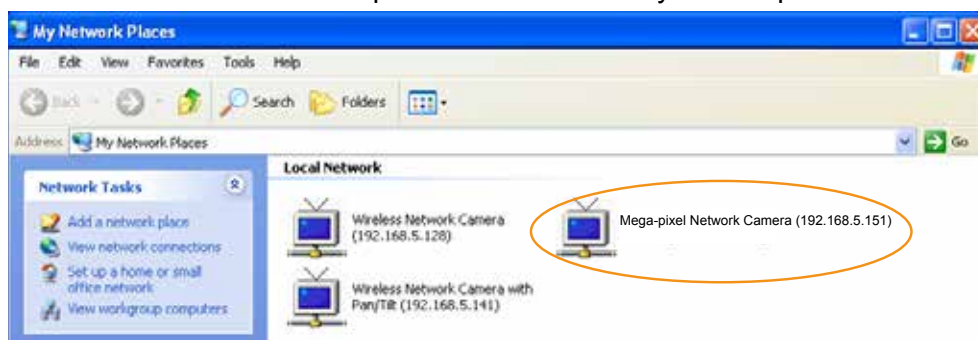 My Network Places
File Edit View Favorites Tools Help
Back Search Folders
Address My Network Places Go
Local Network
Network Tasks
Add a network place
View network connections
Set up a home or small
office network
View workgroup computers
Wireless Network Camera
(192.168.5.128)
Mega-pixel Network Camera (192.168.5.151)
Wireless Network Camera with
Pan/Tilt (192.168.5.141)